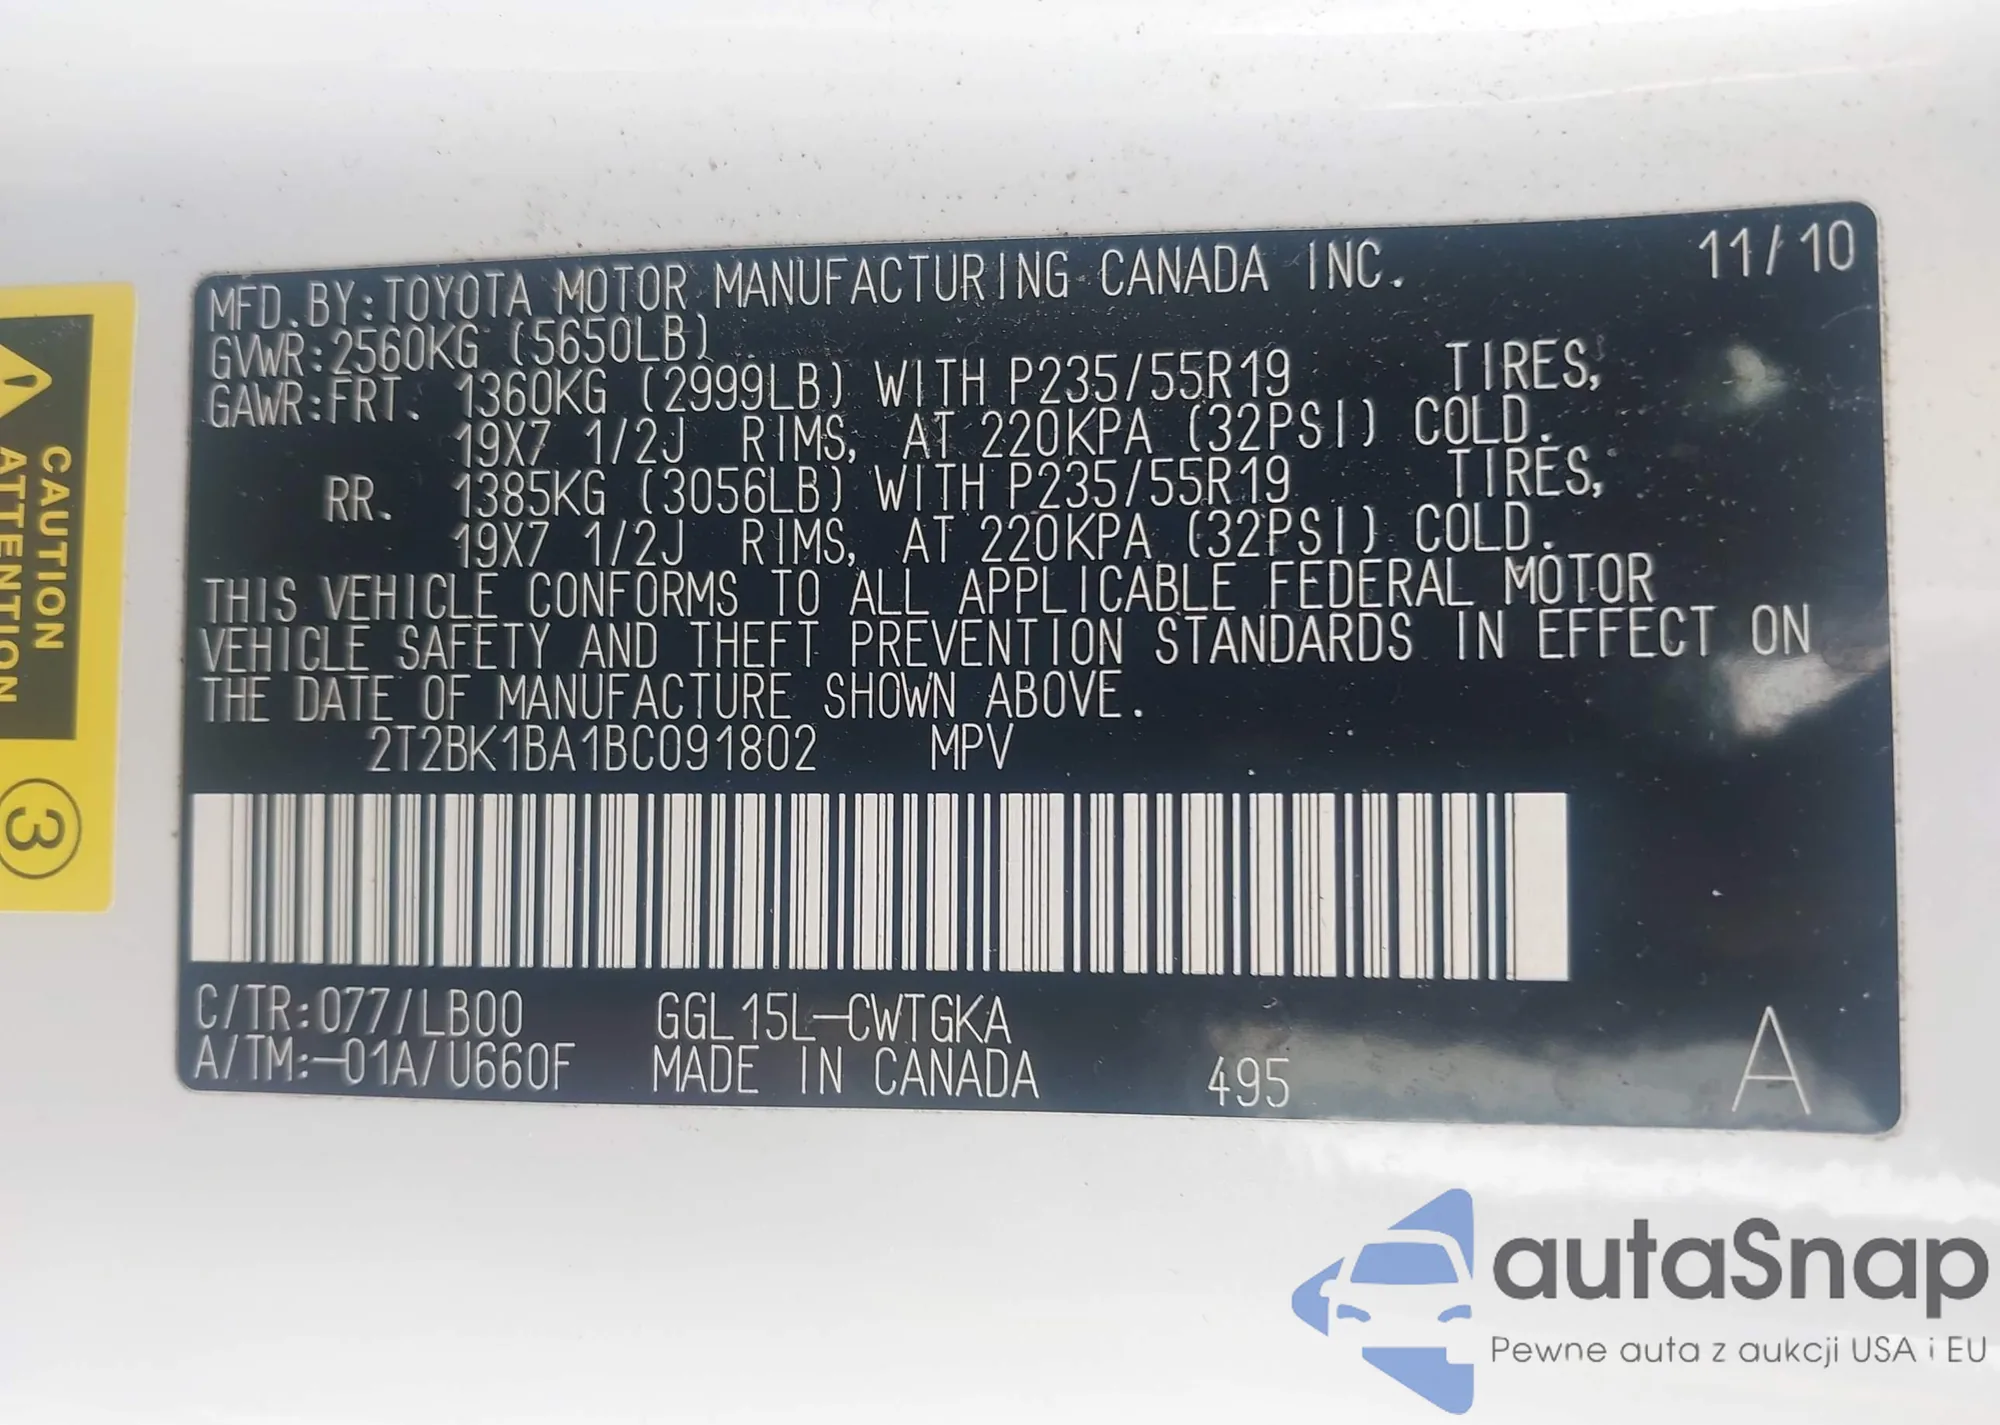 MFD. BY: TOYOTA MOTOR MANUFACTURING CANADA INC. 11/10
GVWR: 2560KG (5650LB)
GAWR: FRT. 1360KG (2999LB) WITH P235/55R19 TIRES,
19X7 1/2J RIMS, AT 220KPA (32PSI) COLD.
RR. 1385KG (3056LB) WITH P235/55R19 TIRES,
19X7 1/2J RIMS, AT 220KPA (32PSI) COLD.
THIS VEHICLE CONFORMS TO ALL APPLICABLE FEDERAL MOTOR
VEHICLE SAFETY AND THEFT PREVENTION STANDARDS IN EFFECT ON
THE DATE OF MANUFACTURE SHOWN ABOVE.
2T2BK1BA1BC091802 MPV
C/TR: 077/LB00 GGL15L-CWTGKA
A/TM: -01A/U660F MADE IN CANADA 495 A
CAUTION
ATTENTION
3
autaSnap
Pewne auta z aukcji USA i EU